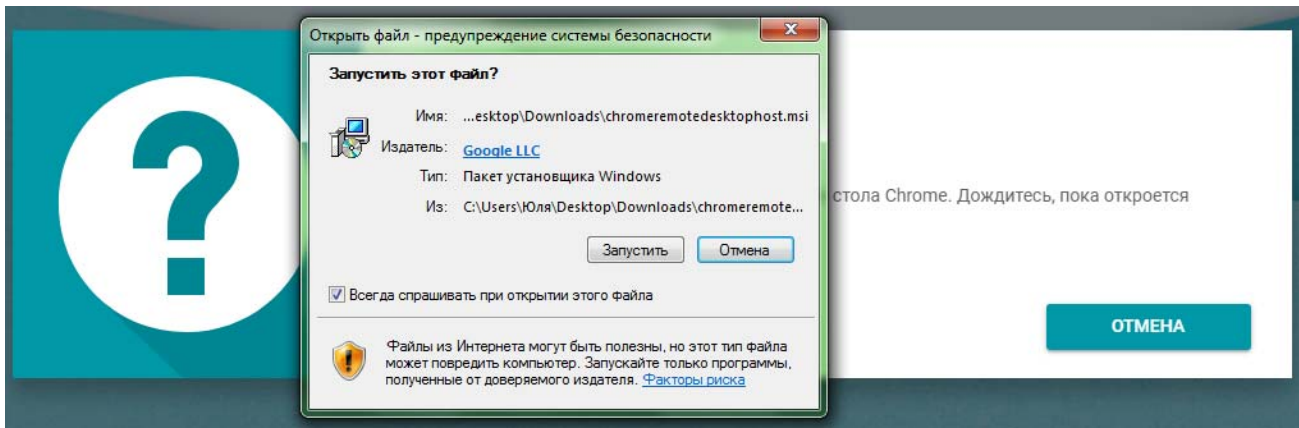 Открыть файл - предупреждение системы безопасности
Запустить этот файл?
Имя: ...esktop\Downloads\chromeremotedesktophost.msi
Издатель: Google LLC
Тип: Пакет установщика Windows
Из: C:\Users\Юля\Desktop\Downloads\chromeremote...
Запустить Отмена
Всегда спрашивать при открытии этого файла
Файлы из Интернета могут быть полезны, но этот тип файла
может повредить компьютер. Запускайте только программы,
полученные от доверяемого издателя. Факторы риска
стола Chrome. Дождитесь, пока откроется
ОТМЕНА